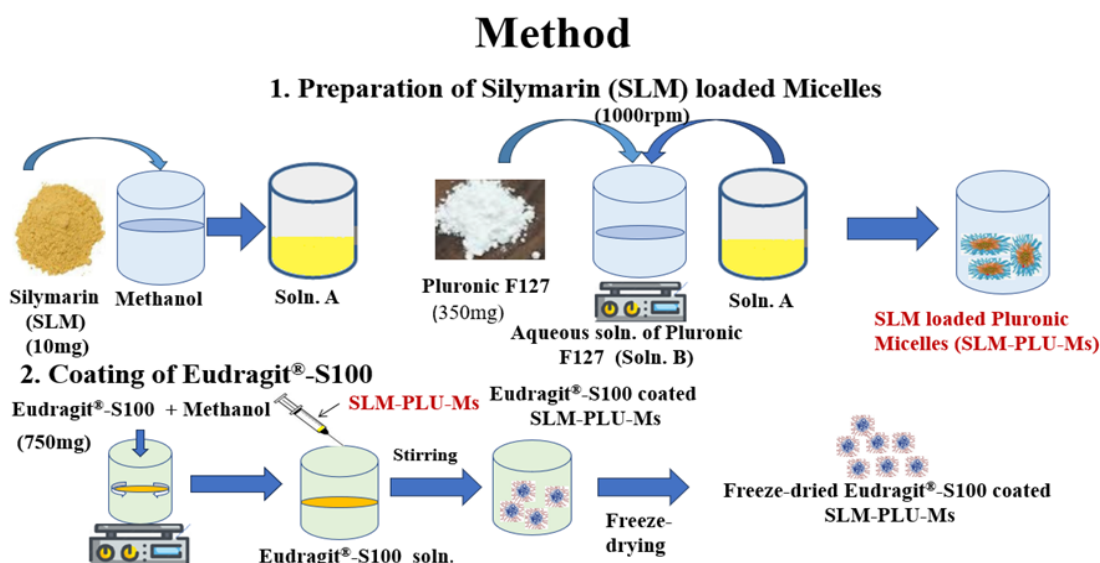 Method
1. Preparation of Silymarin (SLM) loaded Micelles
(1000rpm)
Silymarin
(SLM)
(10mg)
Methanol
Soln. A
Pluronic F127
(350mg)
Aqueous soln. of Pluronic
F127 (Soln. B)
Soln. A
SLM loaded Pluronic
Micelles (SLM-PLU-Ms)
2. Coating of Eudragit®-S100
Eudragit®-S100 + Methanol
(750mg)
SLM-PLU-Ms
Eudragit®-S100 soln.
Stirring
Eudragit®-S100 coated
SLM-PLU-Ms
Freeze-
drying
Freeze-dried Eudragit®-S100 coated
SLM-PLU-Ms